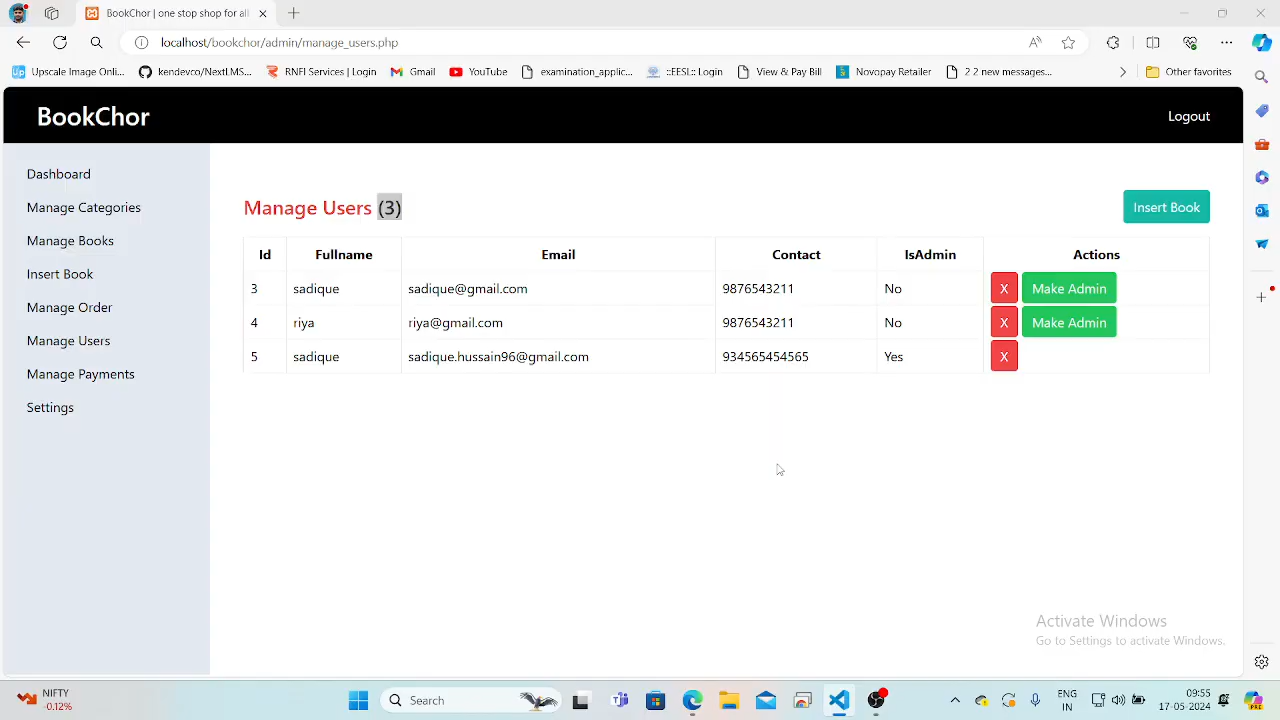 BookChor | one stop shop for all
localhost/bookchor/admin/manage_users.php
Upscale Image Onli...
kendacro/NextLMS...
RNFI Services | Login
Gmail
YouTube
examination_applic...
::EESL:: Login
View & Pay Bill
Novopay Retailer
2 2 new messages...
Other favorites
BookChor
Logout
Dashboard
Manage Categories
Manage Books
Insert Book
Manage Order
Manage Users
Manage Payments
Settings
Manage Users (3)
Insert Book
Id Fullname Email Contact IsAdmin Actions
3 sadique sadique@gmail.com 9876543211 No X Make Admin
4 riya riya@gmail.com 9876543211 No X Make Admin
5 sadique sadique.hussain96@gmail.com 934565454565 Yes X
Activate Windows
Go to Settings to activate Windows.
NIFTY
-0.12%
Search
ENG
IN
09:55
17-05-2024